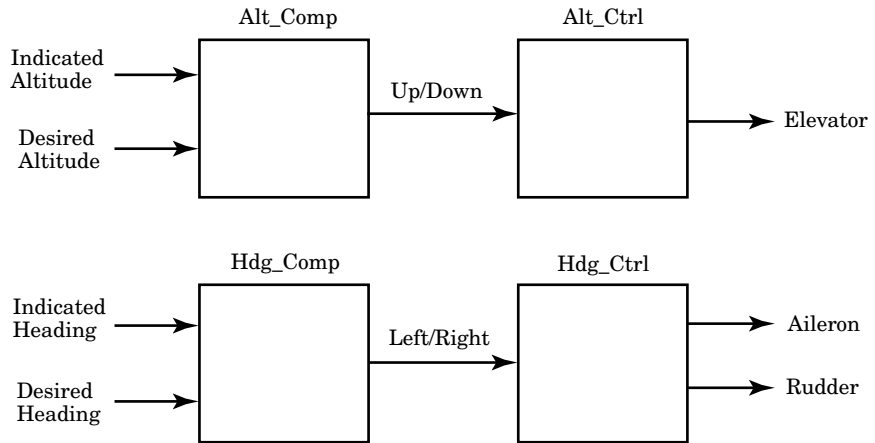 Alt_Comp
Alt_Ctrl
Indicated
Altitude
Up/Down
Desired
Altitude
Elevator
Hdg_Comp
Hdg_Ctrl
Indicated
Heading
Left/Right
Aileron
Desired
Heading
Rudder